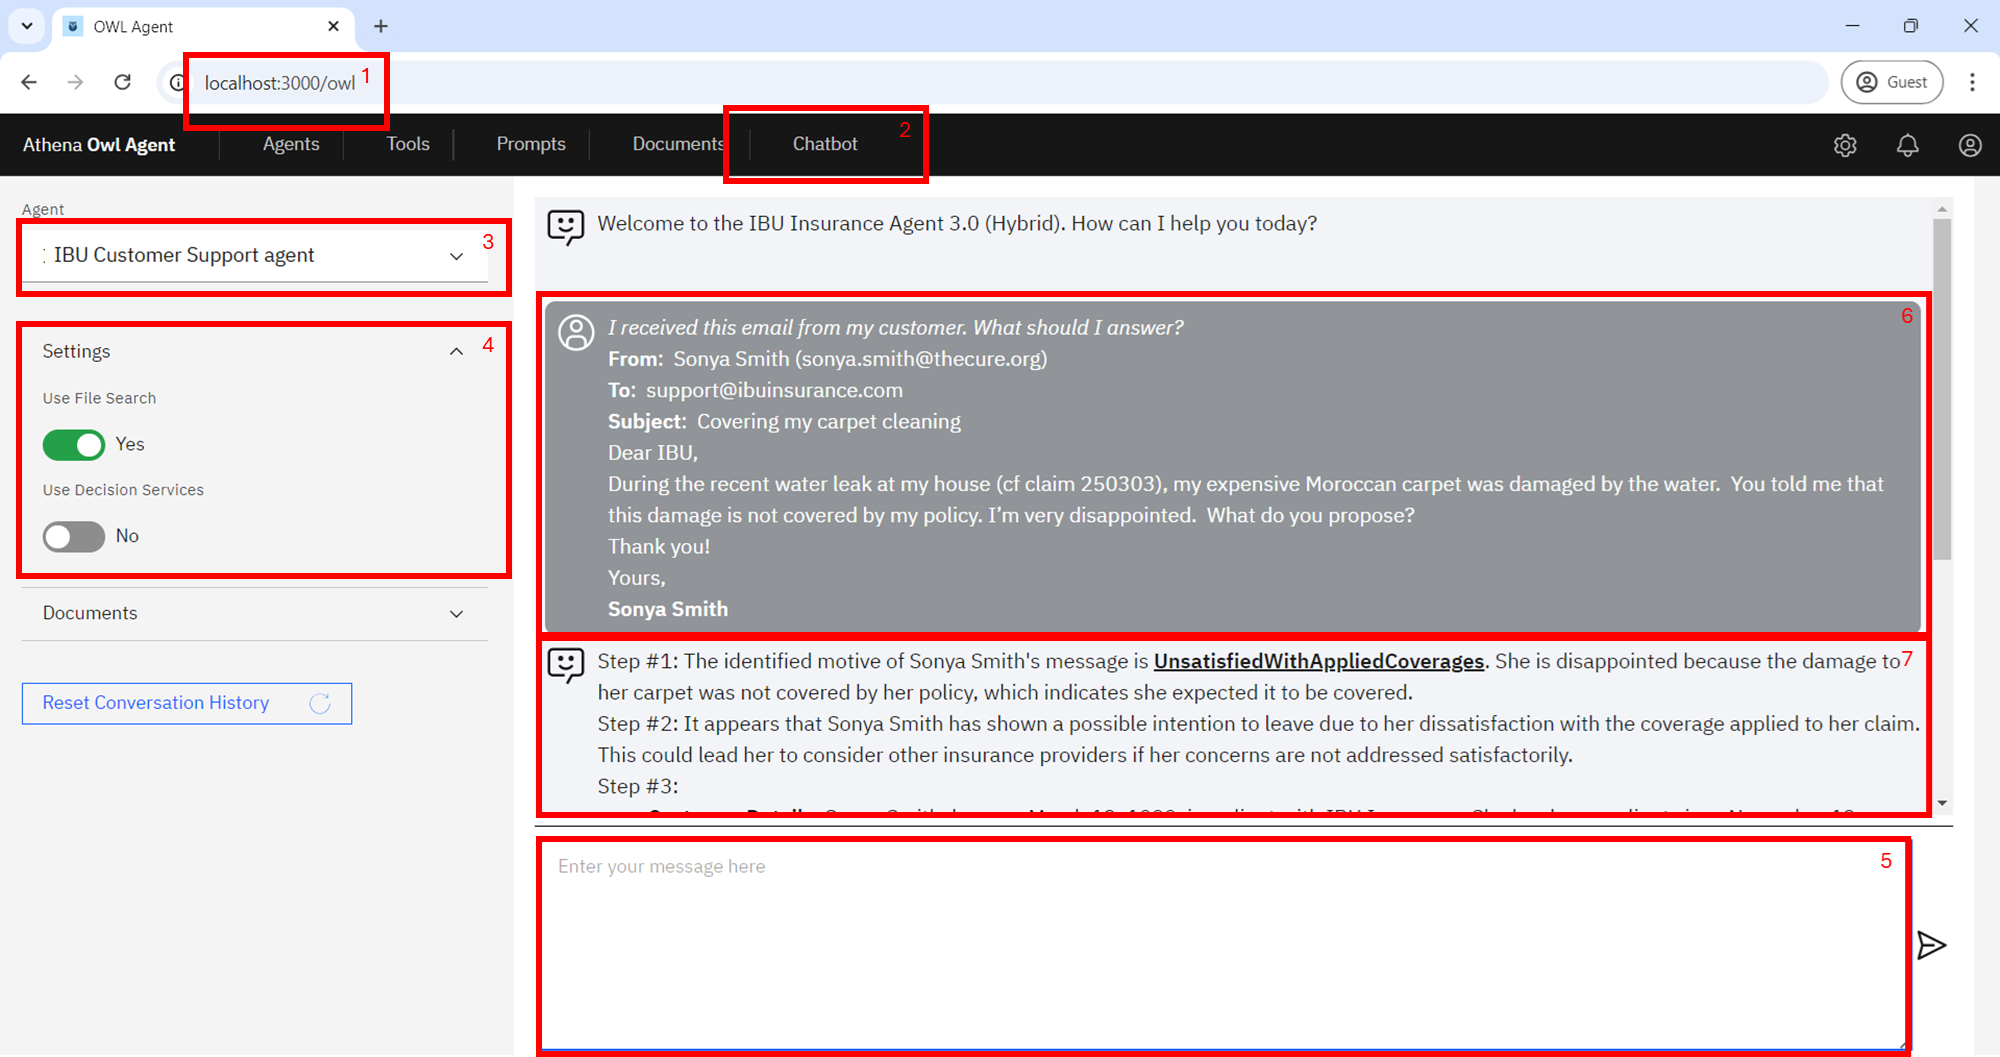 OWL Agent
localhost:3000/owl 1
Guest
Athena Owl Agent Agents Tools Prompts Documents Chatbot 2
Agent
IBU Customer Support agent 3
Settings 4
Use File Search
Yes
Use Decision Services
No
Documents
Reset Conversation History
Welcome to the IBU Insurance Agent 3.0 (Hybrid). How can I help you today?
I received this email from my customer. What should I answer? 6
From: Sonya Smith (sonya.smith@thecure.org)
To: support@ibuinsurance.com
Subject: Covering my carpet cleaning
Dear IBU,
During the recent water leak at my house (cf claim 250303), my expensive Moroccan carpet was damaged by the water. You told me that
this damage is not covered by my policy. I'm very disappointed. What do you propose?
Thank you!
Yours,
Sonya Smith
Step #1: The identified motive of Sonya Smith's message is UnsatisfiedWithAppliedCoverages. She is disappointed because the damage to 7
her carpet was not covered by her policy, which indicates she expected it to be covered.
Step #2: It appears that Sonya Smith has shown a possible intention to leave due to her dissatisfaction with the coverage applied to her claim.
This could lead her to consider other insurance providers if her concerns are not addressed satisfactorily.
Step #3:
Enter your message here 5